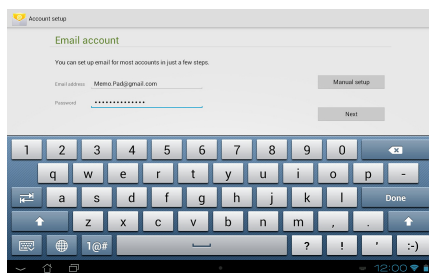 Account setup
Email account
You can set up email for most accounts in just a few steps.
Email address Memo.Pad@gmail.com Manual setup
Password ••••••••••••••
Next
1 2 3 4 5 6 7 8 9 0
q w e r t y u i o p -
a s d f g h j k l Done
z x c v b n m , .
1@# ? ! ' :-)
12:00